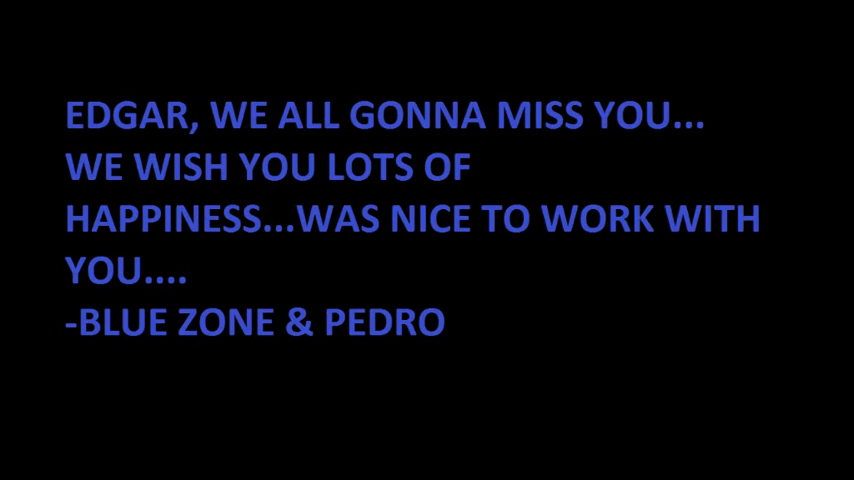 EDGAR, WE ALL GONNA MISS YOU...
WE WISH YOU LOTS OF
HAPPINESS...WAS NICE TO WORK WITH
YOU....
-BLUE ZONE & PEDRO